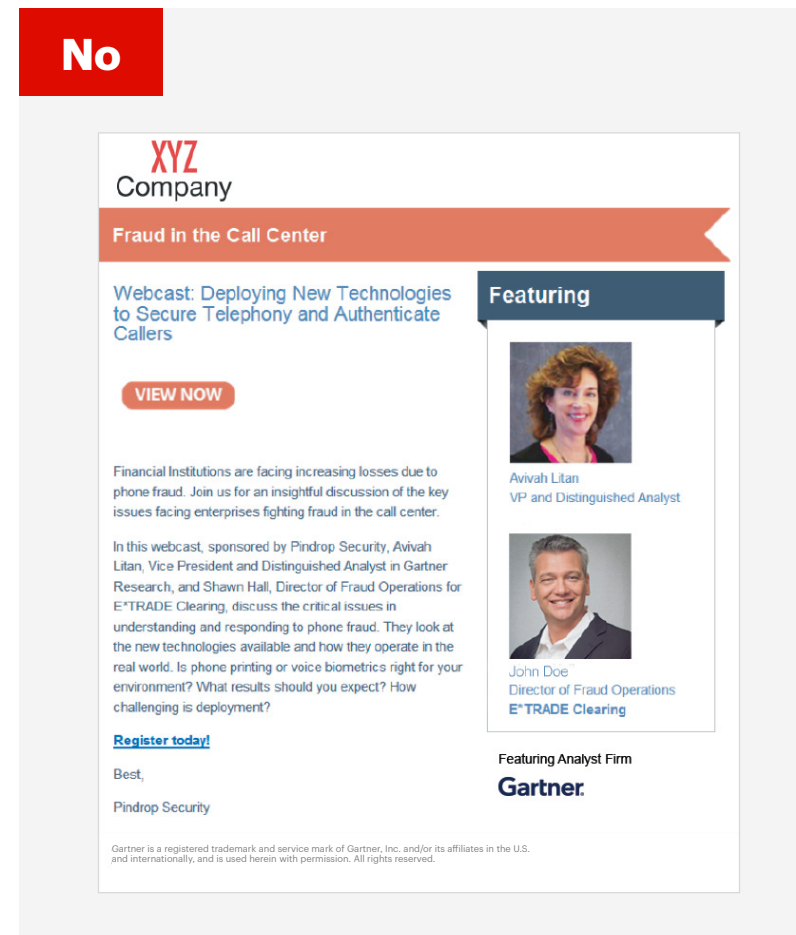 No
XYZ
Company
Fraud in the Call Center
Webcast: Deploying New Technologies
to Secure Telephony and Authenticate
Callers
VIEW NOW
Financial Institutions are facing increasing losses due to
phone fraud. Join us for an insightful discussion of the key
issues facing enterprises fighting fraud in the call center.
In this webcast, sponsored by Pindrop Security, Avivah
Litan, Vice President and Distinguished Analyst in Gartner
Research, and Shawn Hall, Director of Fraud Operations for
E*TRADE Clearing, discuss the critical issues in
understanding and responding to phone fraud. They look at
the new technologies available and how they operate in the
real world. Is phone printing or voice biometrics right for your
environment? What results should you expect? How
challenging is deployment?
Register today!
Best,
Pindrop Security
Featuring
Avivah Litan
VP and Distinguished Analyst
John Doe
Director of Fraud Operations
E*TRADE Clearing
Featuring Analyst Firm
Gartner.
Gartner is a registered trademark and service mark of Gartner, Inc. and/or its affiliates in the U.S.
and internationally, and is used herein with permission. All rights reserved.